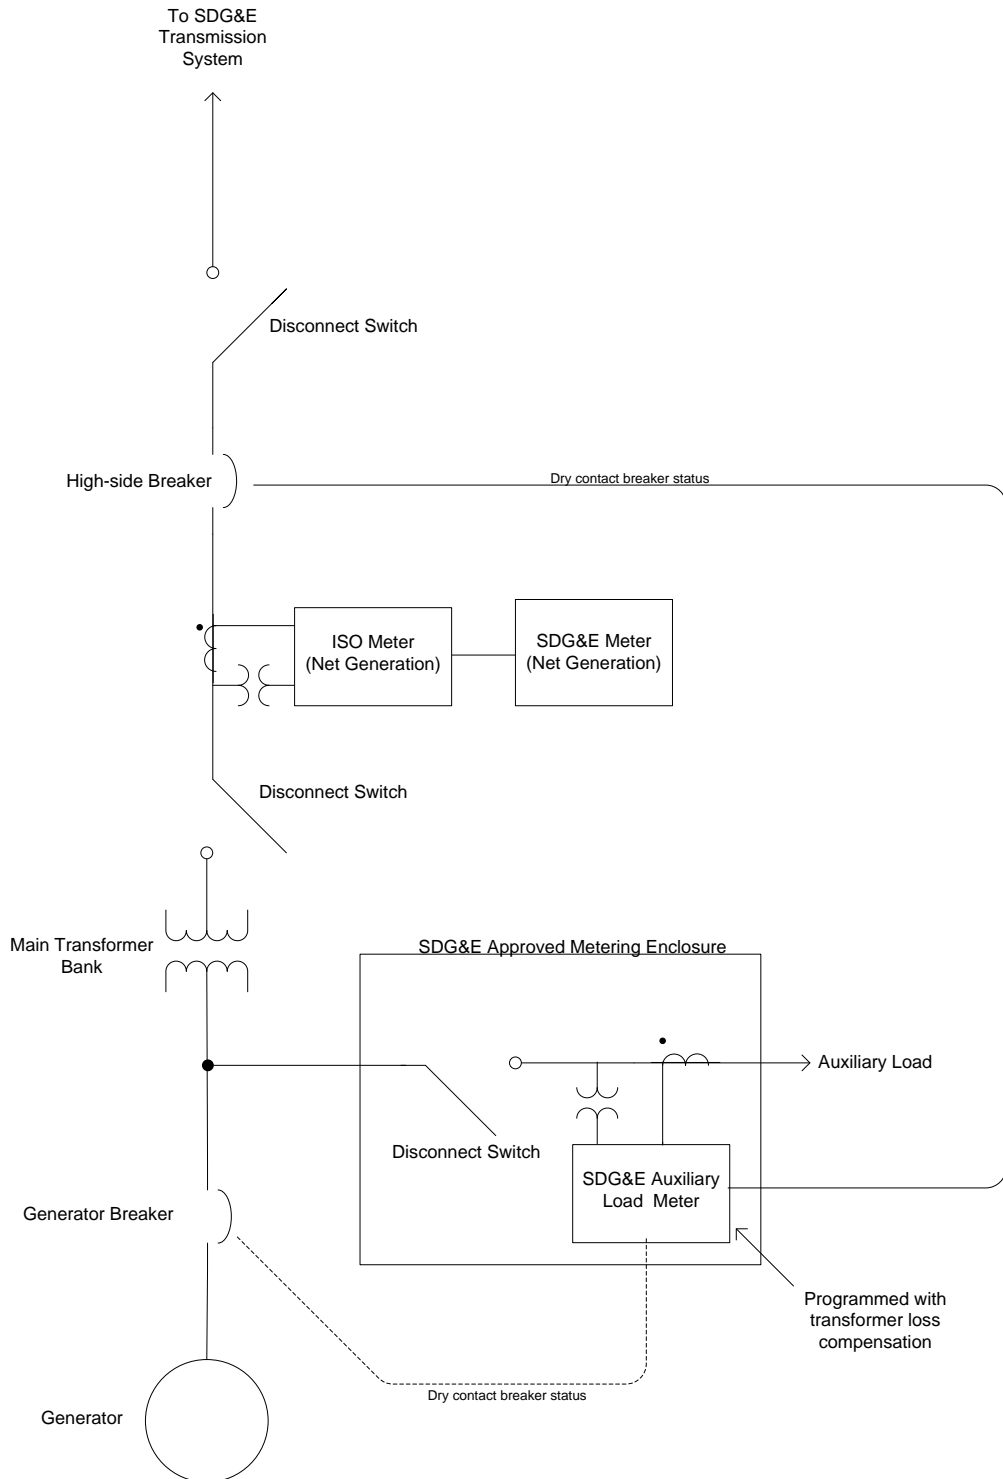 To SDG&E
Transmission
System
Disconnect Switch
High-side Breaker
Dry contact breaker status
ISO Meter
(Net Generation)
SDG&E Meter
(Net Generation)
Disconnect Switch
Main Transformer
Bank
SDG&E Approved Metering Enclosure
Auxiliary Load
Disconnect Switch
SDG&E Auxiliary
Load Meter
Generator Breaker
Programmed with
transformer loss
compensation
Dry contact breaker status
Generator